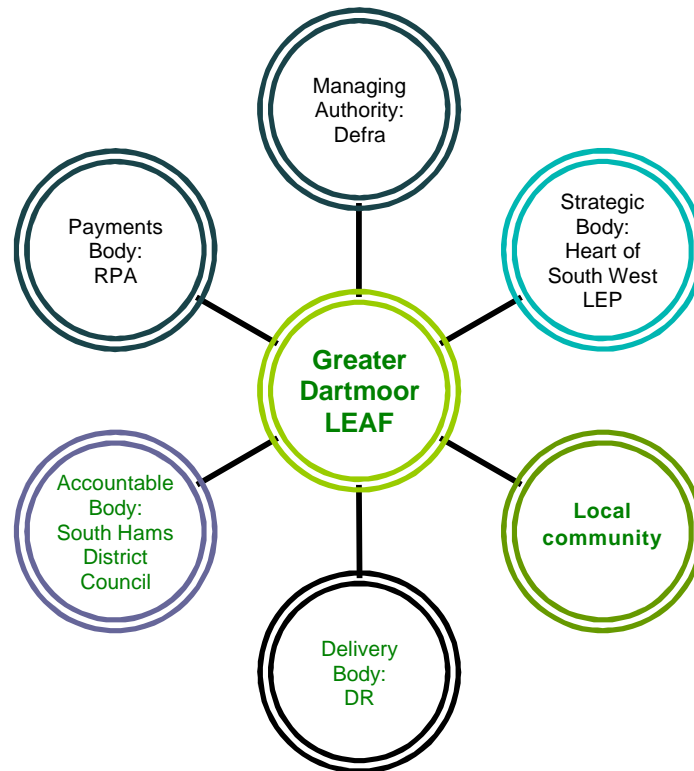 Managing
Authority:
Defra
Payments
Body:
RPA
Strategic
Body:
Heart of
South West
LEP
Greater
Dartmoor
LEAF
Accountable
Body:
South Hams
District
Council
Local
community
Delivery
Body:
DR